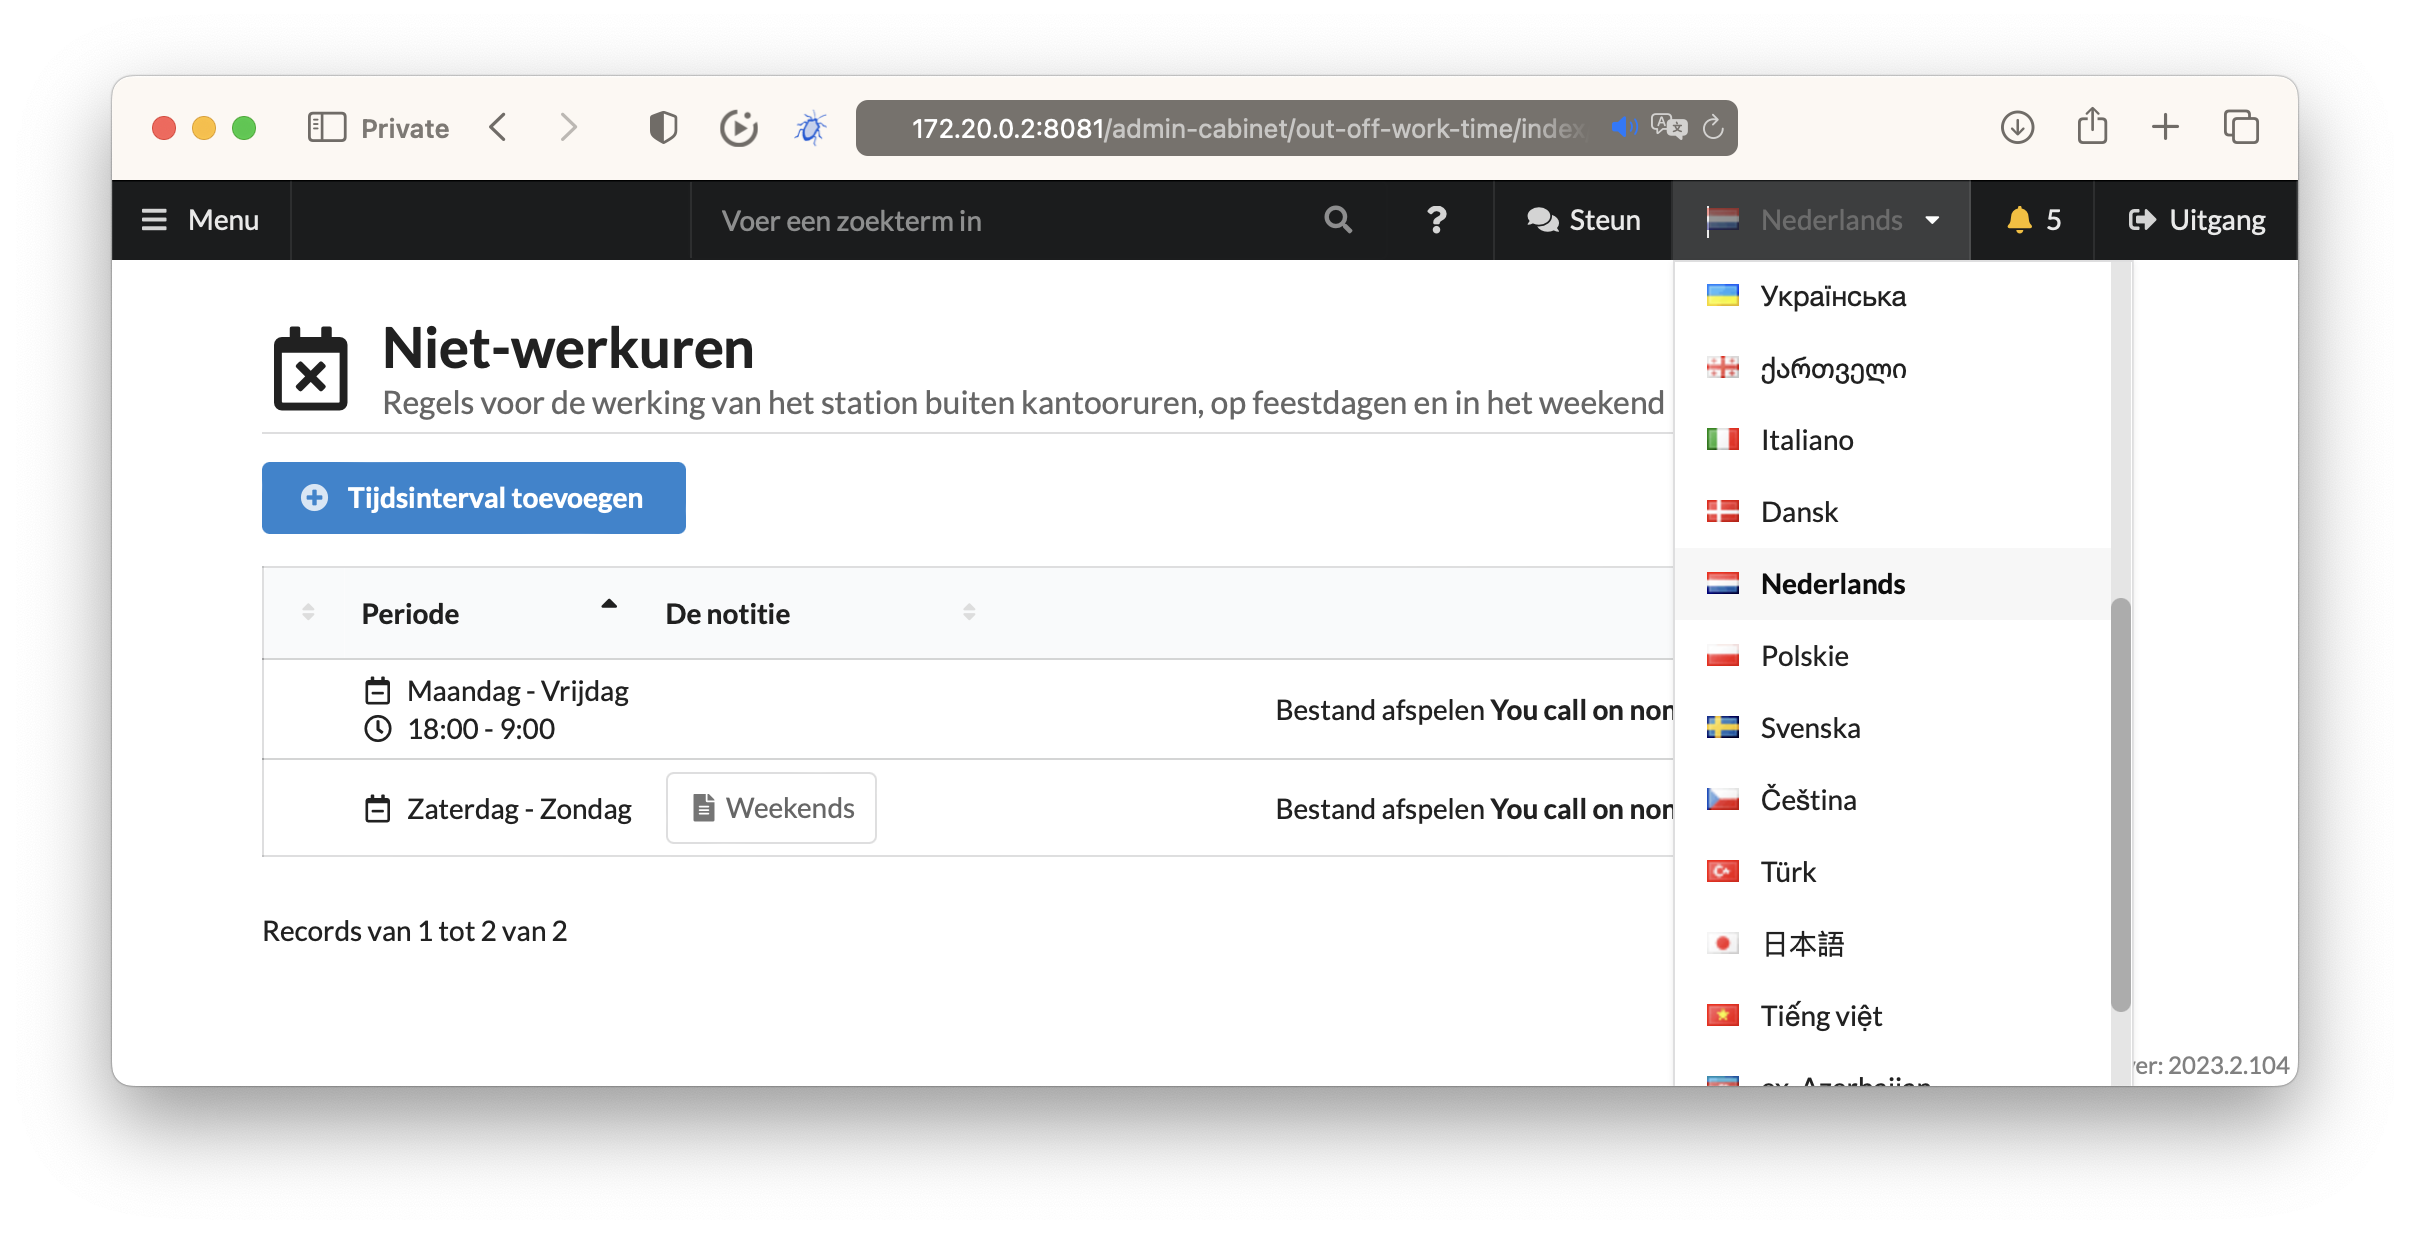 Private
172.20.0.2:8081/admin-cabinet/out-off-work-time/index
Menu
Voer een zoekterm in
?
Steun
Nederlands
5
Uitgang
Niet-werkuren
Regels voor de werking van het station buiten kantooruren, op feestdagen en in het weekend
Tijdsinterval toevoegen
Periode
De notitie
Maandag - Vrijdag
18:00 - 9:00
Bestand afspelen You call on non
Zaterdag - Zondag
Weekends
Bestand afspelen You call on non
Records van 1 tot 2 van 2
Українська
ქართველი
Italiano
Dansk
Nederlands
Polskie
Svenska
Čeština
Türk
日本語
Tiếng việt
ver: 2023.2.104